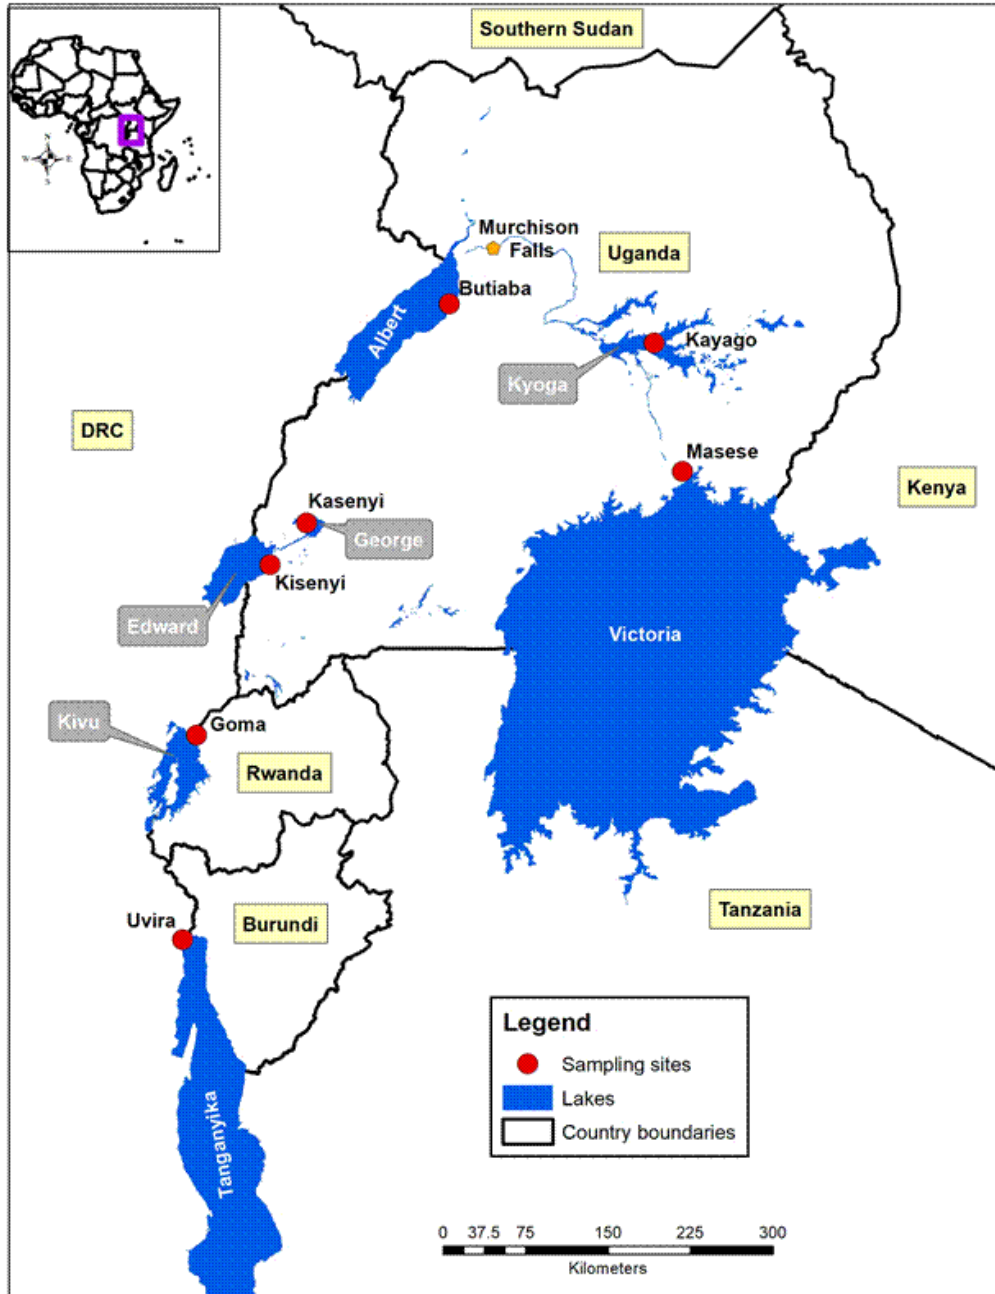 Southern Sudan
N
W
E
S
Murchison
Falls
Uganda
Butiaba
Albert
Kayago
Kyoga
DRC
Masese
Kenya
Kasenyi
George
Kisenyi
Edward
Victoria
Kivu
Goma
Rwanda
Tanzania
Uvira
Burundi
Tanganyika
Legend
Sampling sites
Lakes
Country boundaries
0 37.5 75 150 225 300
Kilometers